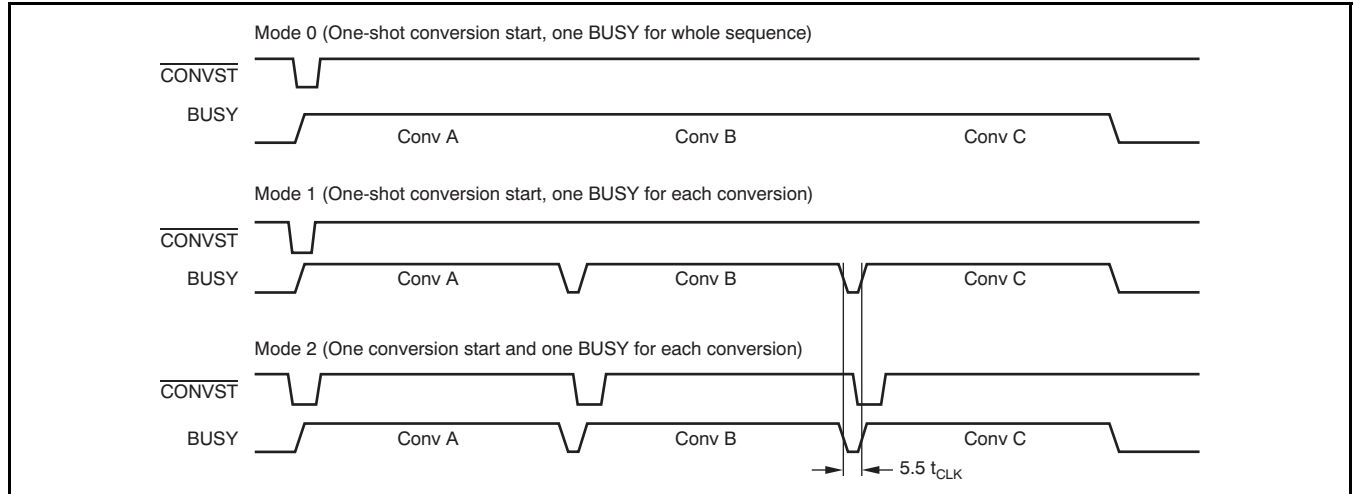 Mode 0 (One-shot conversion start, one BUSY for whole sequence)
CONVST
BUSY
Conv A Conv B Conv C
Mode 1 (One-shot conversion start, one BUSY for each conversion)
CONVST
BUSY
Conv A Conv B Conv C
Mode 2 (One conversion start and one BUSY for each conversion)
CONVST
BUSY
Conv A Conv B Conv C
5.5 tCLK